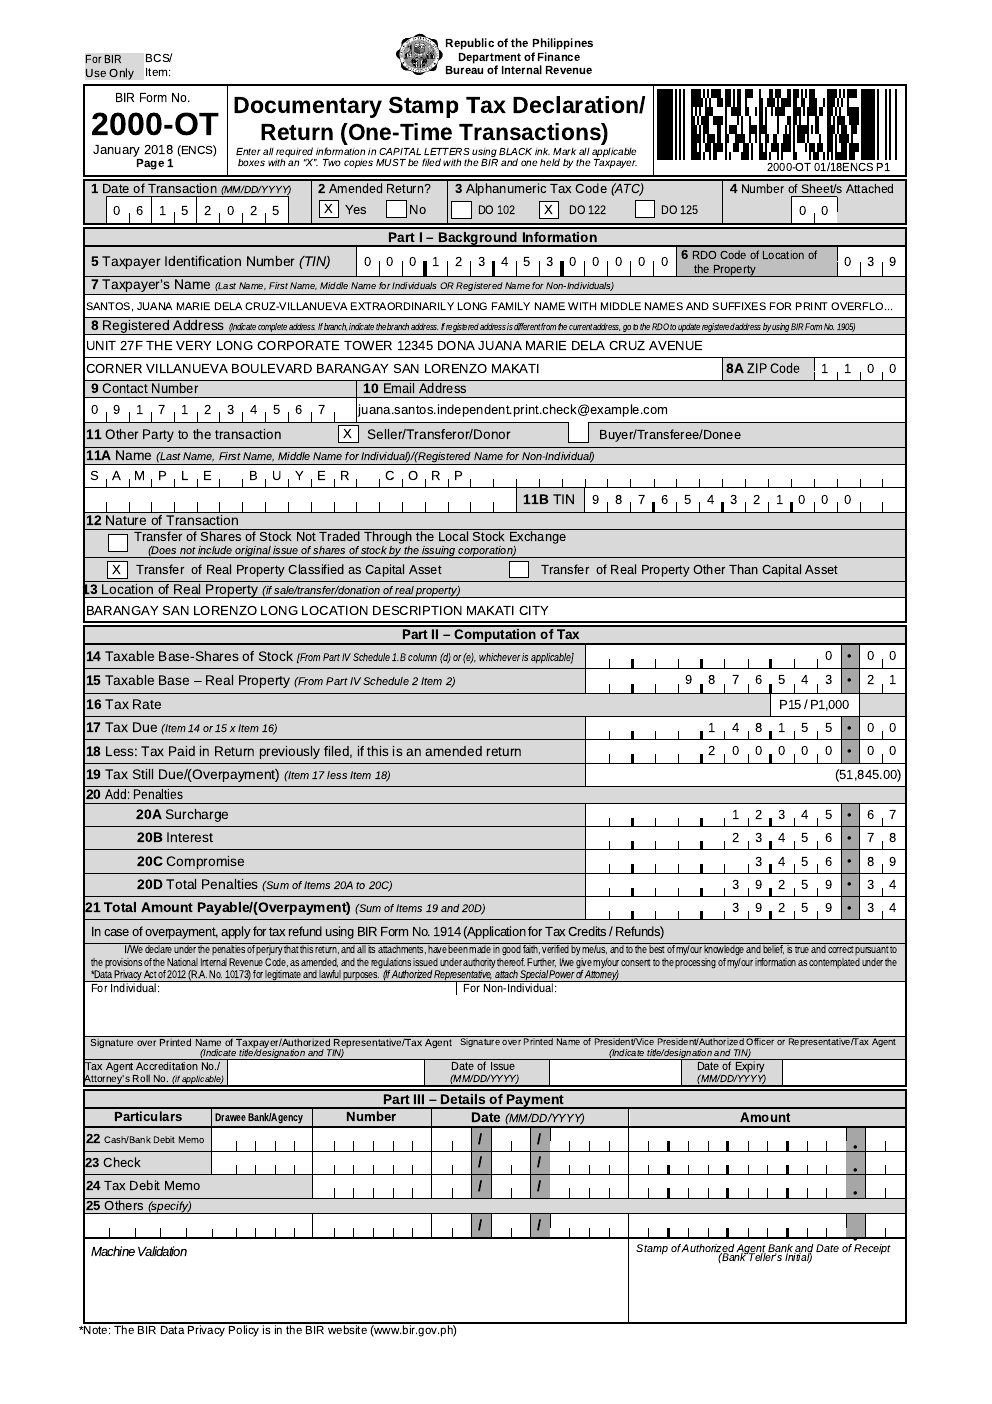 For BIR Use Only
BCS/ Item:
Republic of the Philippines
Department of Finance
Bureau of Internal Revenue
BIR Form No.
2000-OT
January 2018 (ENCS)
Page 1
Documentary Stamp Tax Declaration/
Return (One-Time Transactions)
Enter all required information in CAPITAL LETTERS using BLACK ink. Mark all applicable
boxes with an "X". Two copies MUST be filed with the BIR and one held by the Taxpayer.
2000-OT 01/18ENCS P1
1 Date of Transaction (MM/DD/YYYY) 2 Amended Return? 3 Alphanumeric Tax Code (ATC) 4 Number of Sheet/s Attached
0 6 1 5 2 0 2 5 X Yes No DO 102 X DO 122 DO 125 0 0
Part I – Background Information
5 Taxpayer Identification Number (TIN) 0 0 0 1 2 3 4 5 3 0 0 0 0 0 6 RDO Code of Location of the Property 0 3 9
7 Taxpayer's Name (Last Name, First Name, Middle Name for Individuals OR Registered Name for Non-Individuals)
SANTOS, JUANA MARIE DELA CRUZ-VILLANUEVA EXTRAORDINARILY LONG FAMILY NAME WITH MIDDLE NAMES AND SUFFIXES FOR PRINT OVERFLO...
8 Registered Address (Indicate complete address. If branch, indicate the branch address. If registered address is different from the current address, go to the RDO to update registered address by using BIR Form No. 1905)
UNIT 27F THE VERY LONG CORPORATE TOWER 12345 DONA JUANA MARIE DELA CRUZ AVENUE
CORNER VILLANUEVA BOULEVARD BARANGAY SAN LORENZO MAKATI 8A ZIP Code 1 1 0 0
9 Contact Number 10 Email Address
0 9 1 7 1 2 3 4 5 6 7 juana.santos.independent.print.check@example.com
11 Other Party to the transaction X Seller/Transferor/Donor Buyer/Transferee/Donee
11A Name (Last Name, First Name, Middle Name for Individual)/(Registered Name for Non-Individual)
S A M P L E B U Y E R C O R P
11B TIN 9 8 7 6 5 4 3 2 1 0 0 0
12 Nature of Transaction
Transfer of Shares of Stock Not Traded Through the Local Stock Exchange
(Does not include original issue of shares of stock by the issuing corporation)
X Transfer of Real Property Classified as Capital Asset Transfer of Real Property Other Than Capital Asset
13 Location of Real Property (if sale/transfer/donation of real property)
BARANGAY SAN LORENZO LONG LOCATION DESCRIPTION MAKATI CITY
Part II – Computation of Tax
14 Taxable Base-Shares of Stock [From Part IV Schedule 1.B column (d) or (e), whichever is applicable] 0 • 0 0
15 Taxable Base – Real Property (From Part IV Schedule 2 Item 2) 9 8 7 6 5 4 3 • 2 1
16 Tax Rate P15 / P1,000
17 Tax Due (Item 14 or 15 x Item 16) 1 4 8 1 5 5 • 0 0
18 Less: Tax Paid in Return previously filed, if this is an amended return 2 0 0 0 0 0 • 0 0
19 Tax Still Due/(Overpayment) (Item 17 less Item 18) (51,845.00)
20 Add: Penalties
20A Surcharge 1 2 3 4 5 • 6 7
20B Interest 2 3 4 5 6 • 7 8
20C Compromise 3 4 5 6 • 8 9
20D Total Penalties (Sum of Items 20A to 20C) 3 9 2 5 9 • 3 4
21 Total Amount Payable/(Overpayment) (Sum of Items 19 and 20D) 3 9 2 5 9 • 3 4
In case of overpayment, apply for tax refund using BIR Form No. 1914 (Application for Tax Credits / Refunds)
I/We declare under the penalties of perjury that this return, and all its attachments, have been made in good faith, verified by me/us, and to the best of my/our knowledge and belief, is true and correct pursuant to
the provisions of the National Internal Revenue Code, as amended, and the regulations issued under authority thereof. Further, I/we give my/our consent to the processing of my/our information as contemplated under the
*Data Privacy Act of 2012 (R.A. No. 10173) for legitimate and lawful purposes. (If Authorized Representative, attach Special Power of Attorney)
For Individual: For Non-Individual:
Signature over Printed Name of Taxpayer/Authorized Representative/Tax Agent Signature over Printed Name of President/Vice President/Authorized Officer or Representative/Tax Agent
(Indicate title/designation and TIN) (Indicate title/designation and TIN)
Tax Agent Accreditation No./ Date of Issue Date of Expiry
Attorney's Roll No. (if applicable) (MM/DD/YYYY) (MM/DD/YYYY)
Part III – Details of Payment
Particulars Drawee Bank/Agency Number Date (MM/DD/YYYY) Amount
22 Cash/Bank Debit Memo / / .
23 Check / / .
24 Tax Debit Memo / / .
25 Others (specify)
/ / .
Machine Validation Stamp of Authorized Agent Bank and Date of Receipt
(Bank Teller's Initial)
*Note: The BIR Data Privacy Policy is in the BIR website (www.bir.gov.ph)